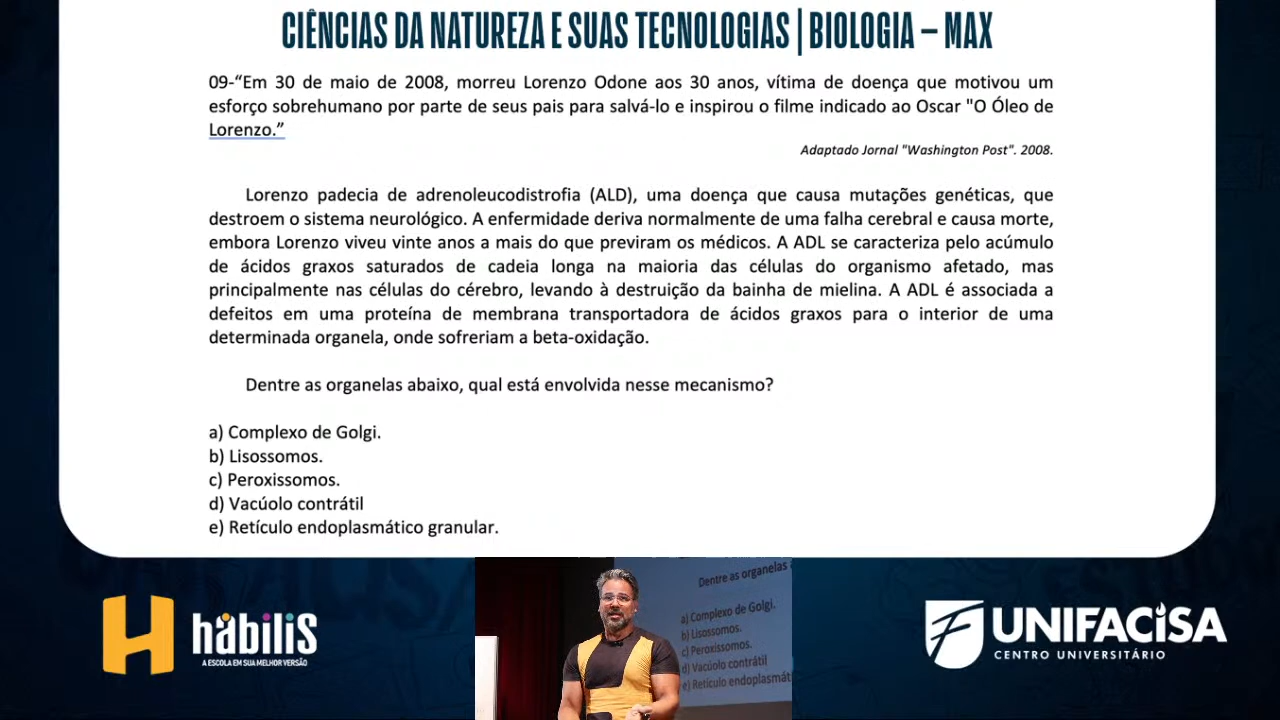 CIÊNCIAS DA NATUREZA E SUAS TECNOLOGIAS | BIOLOGIA – MAX
09-“Em 30 de maio de 2008, morreu Lorenzo Odone aos 30 anos, vítima de doença que motivou um
esforço sobrehumano por parte de seus pais para salvá-lo e inspirou o filme indicado ao Oscar "O Óleo de
Lorenzo.”
Adaptado Jornal "Washington Post". 2008.
Lorenzo padecia de adrenoleucodistrofia (ALD), uma doença que causa mutações genéticas, que
destroem o sistema neurológico. A enfermidade deriva normalmente de uma falha cerebral e causa morte,
embora Lorenzo viveu vinte anos a mais do que previram os médicos. A ADL se caracteriza pelo acúmulo
de ácidos graxos saturados de cadeia longa na maioria das células do organismo afetado, mas
principalmente nas células do cérebro, levando à destruição da bainha de mielina. A ADL é associada a
defeitos em uma proteína de membrana transportadora de ácidos graxos para o interior de uma
determinada organela, onde sofreriam a beta-oxidação.
Dentre as organelas abaixo, qual está envolvida nesse mecanismo?
a) Complexo de Golgi.
b) Lisossomos.
c) Peroxissomos.
d) Vacúolo contrátil
e) Retículo endoplasmático granular.
hábilis
A ESCOLA EM SUA MELHOR VERSÃO
Dentre as organelas
a) Complexo de Golgi.
b) Lisossomos.
c) Peroxissomos.
d) Vacúolo contrátil
e) Retículo endoplasmát
UNIFACISA
CENTRO UNIVERSITÁRIO